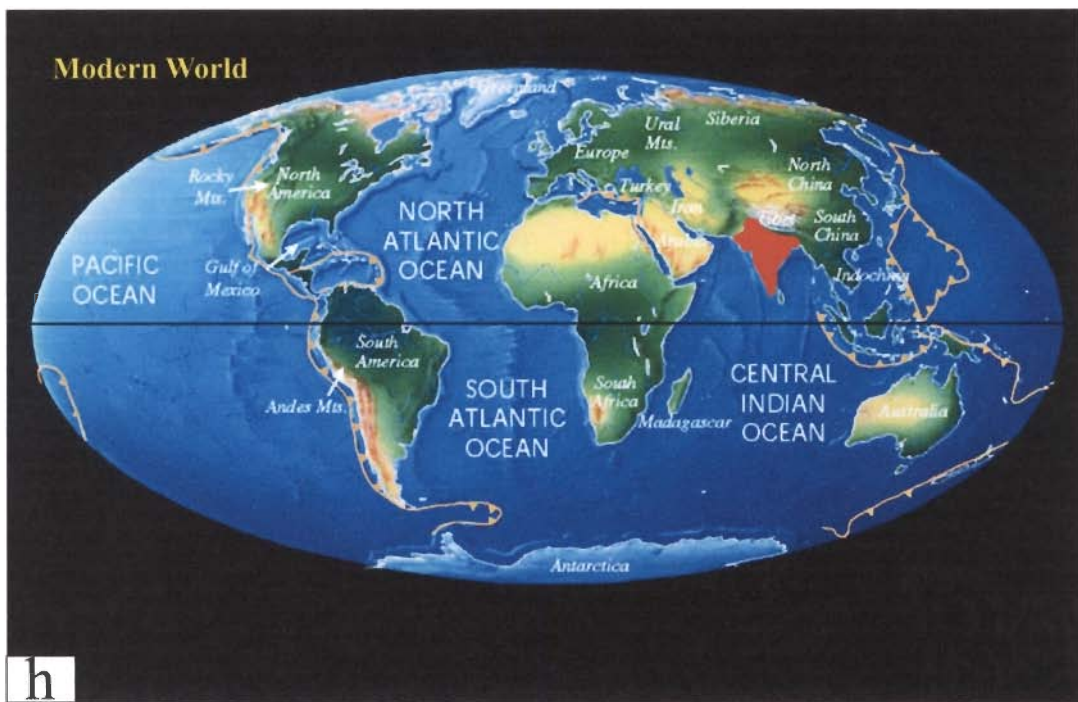 Modern World
Greenland
Siberia
Ural
Mts.
Europe
North
China
Rocky
Mts.
North
America
Turkey
Iran
Tibet
South
China
NORTH
ATLANTIC
OCEAN
Arabia
PACIFIC
OCEAN
Gulf of
Mexico
Africa
Indochina
South
America
Andes Mts.
SOUTH
ATLANTIC
OCEAN
South
Africa
Madagascar
CENTRAL
INDIAN
OCEAN
Australia
Antarctica
h